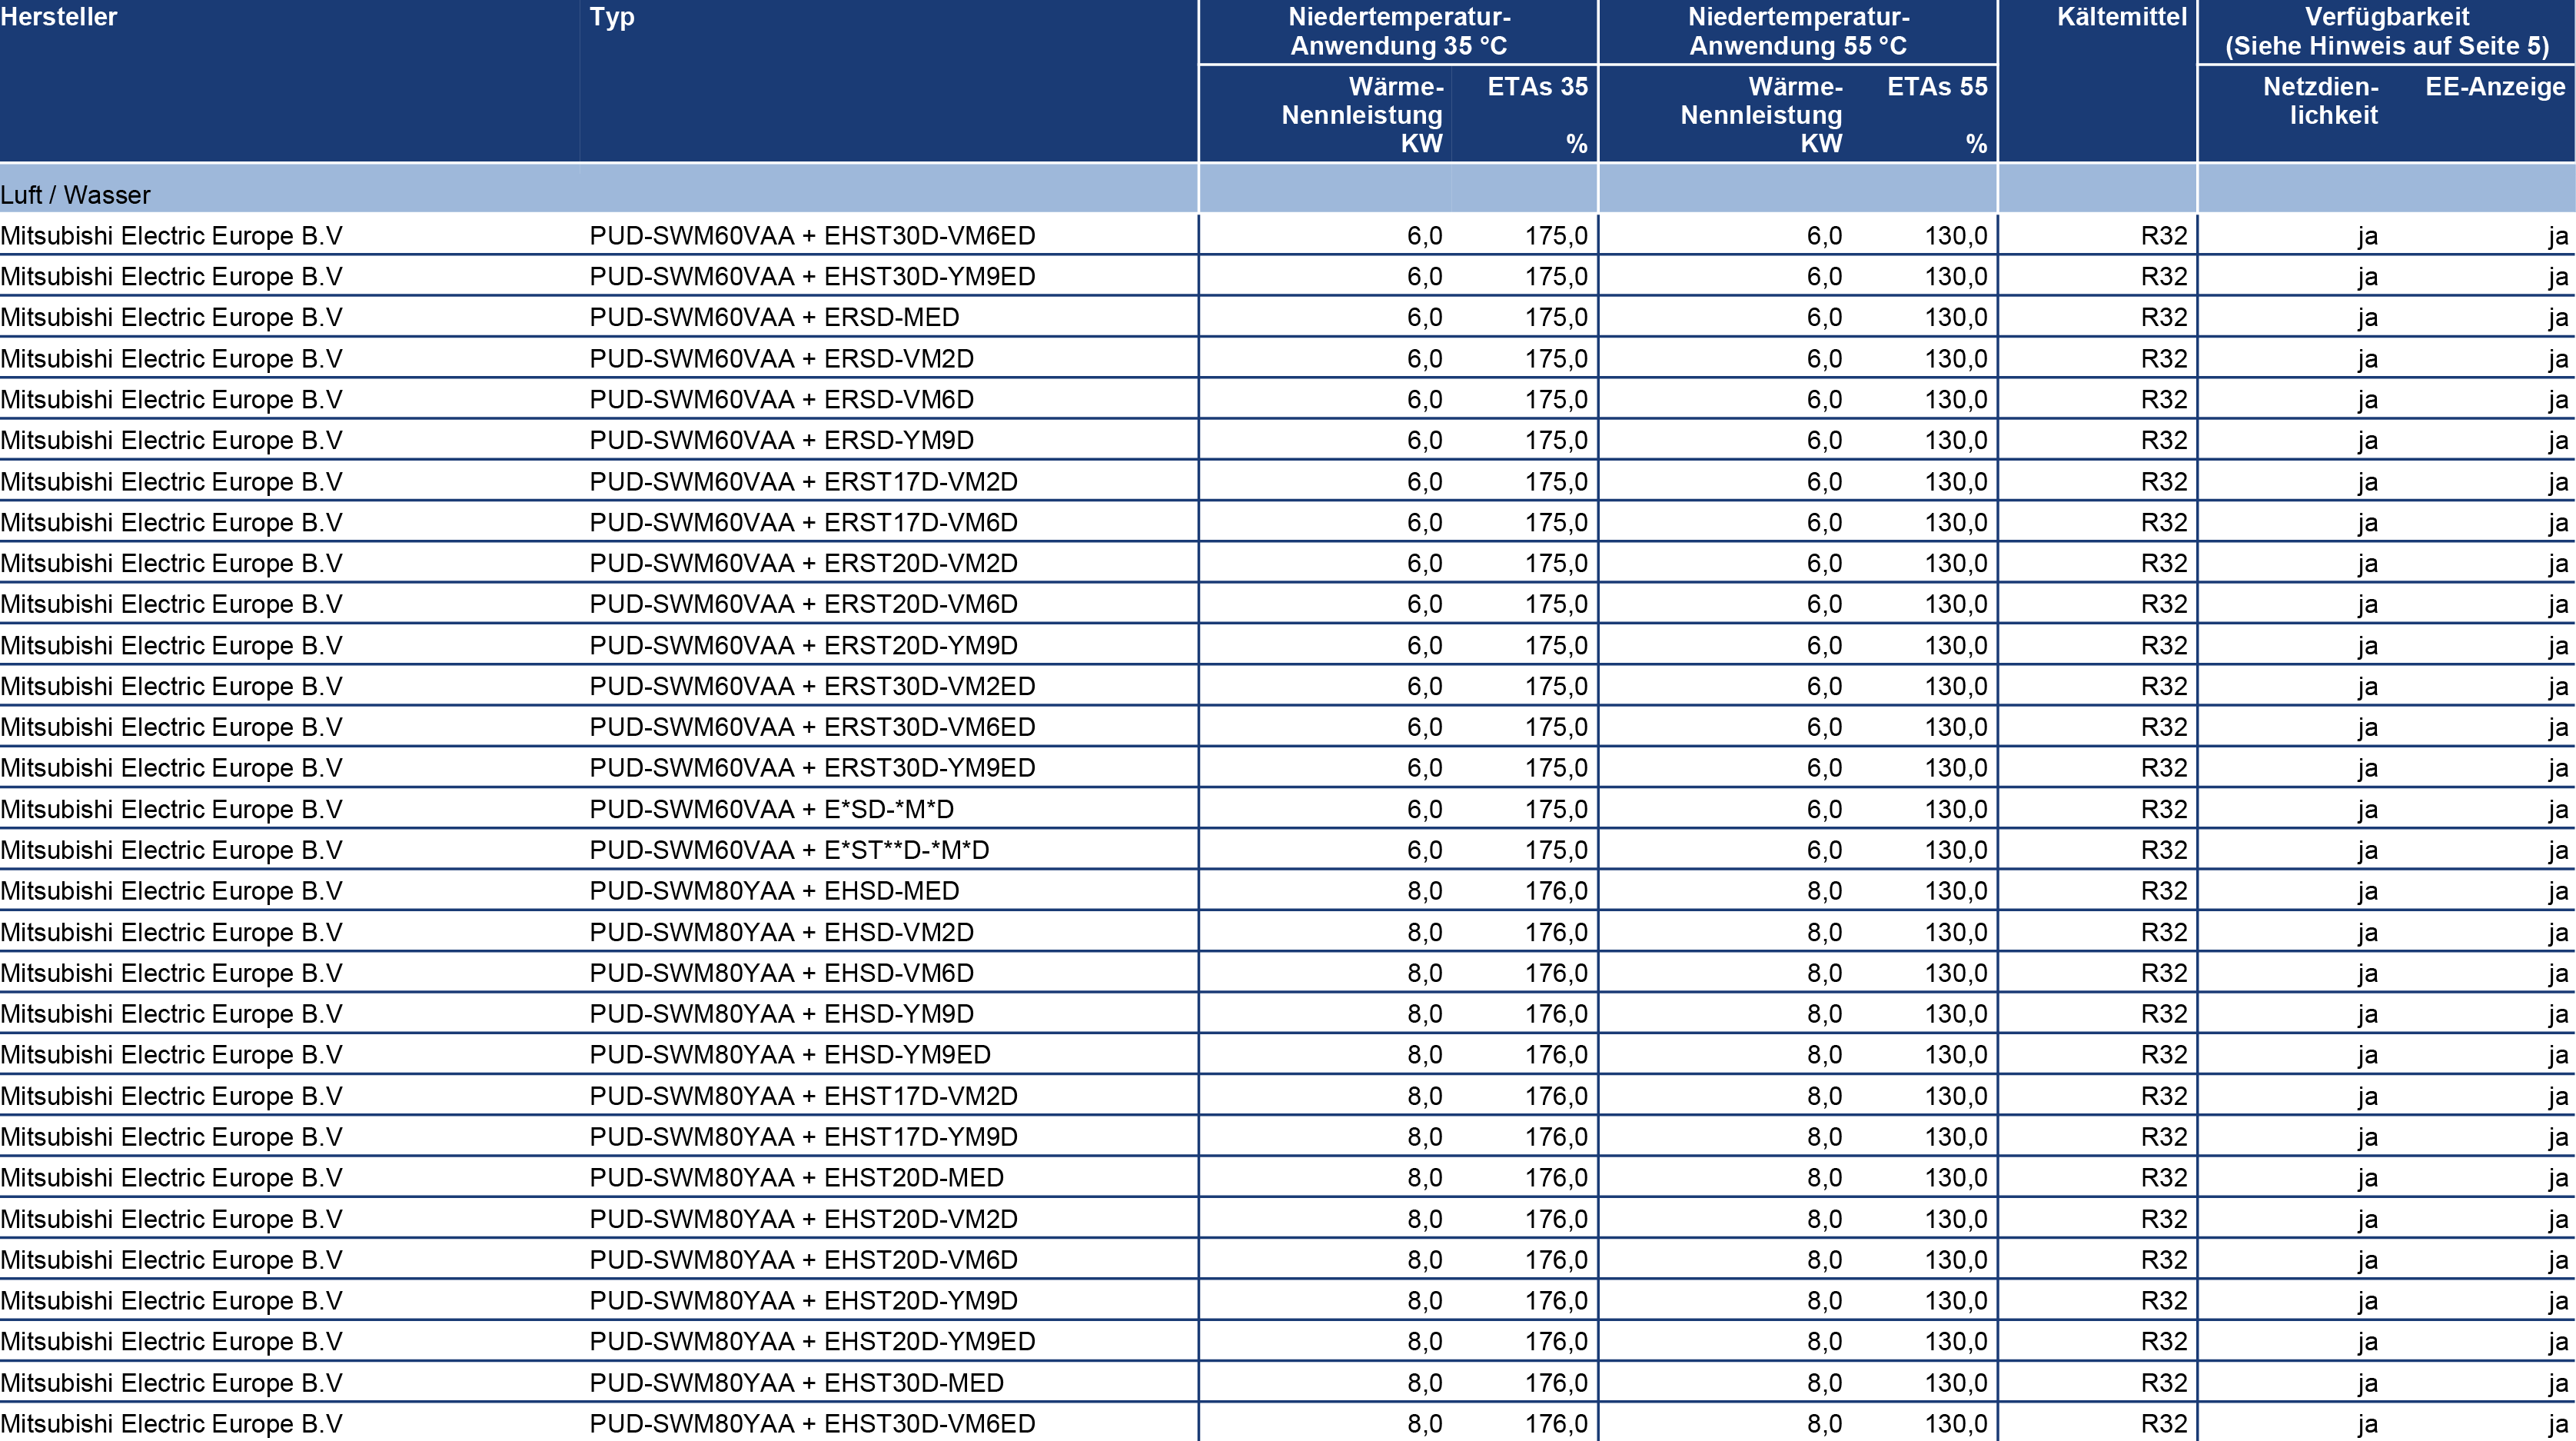 Hersteller Typ Niedertemperatur- Niedertemperatur- Kältemittel Verfügbarkeit
Anwendung 35 °C Anwendung 55 °C (Siehe Hinweis auf Seite 5)
Wärme- ETAs 35 Wärme- ETAs 55 Netzdien- EE-Anzeige
Nennleistung Nennleistung lichkeit
KW % KW %
Luft / Wasser
Mitsubishi Electric Europe B.V PUD-SWM60VAA + EHST30D-VM6ED 6,0 175,0 6,0 130,0 R32 ja ja
Mitsubishi Electric Europe B.V PUD-SWM60VAA + EHST30D-YM9ED 6,0 175,0 6,0 130,0 R32 ja ja
Mitsubishi Electric Europe B.V PUD-SWM60VAA + ERSD-MED 6,0 175,0 6,0 130,0 R32 ja ja
Mitsubishi Electric Europe B.V PUD-SWM60VAA + ERSD-VM2D 6,0 175,0 6,0 130,0 R32 ja ja
Mitsubishi Electric Europe B.V PUD-SWM60VAA + ERSD-VM6D 6,0 175,0 6,0 130,0 R32 ja ja
Mitsubishi Electric Europe B.V PUD-SWM60VAA + ERSD-YM9D 6,0 175,0 6,0 130,0 R32 ja ja
Mitsubishi Electric Europe B.V PUD-SWM60VAA + ERST17D-VM2D 6,0 175,0 6,0 130,0 R32 ja ja
Mitsubishi Electric Europe B.V PUD-SWM60VAA + ERST17D-VM6D 6,0 175,0 6,0 130,0 R32 ja ja
Mitsubishi Electric Europe B.V PUD-SWM60VAA + ERST20D-VM2D 6,0 175,0 6,0 130,0 R32 ja ja
Mitsubishi Electric Europe B.V PUD-SWM60VAA + ERST20D-VM6D 6,0 175,0 6,0 130,0 R32 ja ja
Mitsubishi Electric Europe B.V PUD-SWM60VAA + ERST20D-YM9D 6,0 175,0 6,0 130,0 R32 ja ja
Mitsubishi Electric Europe B.V PUD-SWM60VAA + ERST30D-VM2ED 6,0 175,0 6,0 130,0 R32 ja ja
Mitsubishi Electric Europe B.V PUD-SWM60VAA + ERST30D-VM6ED 6,0 175,0 6,0 130,0 R32 ja ja
Mitsubishi Electric Europe B.V PUD-SWM60VAA + ERST30D-YM9ED 6,0 175,0 6,0 130,0 R32 ja ja
Mitsubishi Electric Europe B.V PUD-SWM60VAA + E*SD-*M*D 6,0 175,0 6,0 130,0 R32 ja ja
Mitsubishi Electric Europe B.V PUD-SWM60VAA + E*ST**D-*M*D 6,0 175,0 6,0 130,0 R32 ja ja
Mitsubishi Electric Europe B.V PUD-SWM80YAA + EHSD-MED 8,0 176,0 8,0 130,0 R32 ja ja
Mitsubishi Electric Europe B.V PUD-SWM80YAA + EHSD-VM2D 8,0 176,0 8,0 130,0 R32 ja ja
Mitsubishi Electric Europe B.V PUD-SWM80YAA + EHSD-VM6D 8,0 176,0 8,0 130,0 R32 ja ja
Mitsubishi Electric Europe B.V PUD-SWM80YAA + EHSD-YM9D 8,0 176,0 8,0 130,0 R32 ja ja
Mitsubishi Electric Europe B.V PUD-SWM80YAA + EHSD-YM9ED 8,0 176,0 8,0 130,0 R32 ja ja
Mitsubishi Electric Europe B.V PUD-SWM80YAA + EHST17D-VM2D 8,0 176,0 8,0 130,0 R32 ja ja
Mitsubishi Electric Europe B.V PUD-SWM80YAA + EHST17D-YM9D 8,0 176,0 8,0 130,0 R32 ja ja
Mitsubishi Electric Europe B.V PUD-SWM80YAA + EHST20D-MED 8,0 176,0 8,0 130,0 R32 ja ja
Mitsubishi Electric Europe B.V PUD-SWM80YAA + EHST20D-VM2D 8,0 176,0 8,0 130,0 R32 ja ja
Mitsubishi Electric Europe B.V PUD-SWM80YAA + EHST20D-VM6D 8,0 176,0 8,0 130,0 R32 ja ja
Mitsubishi Electric Europe B.V PUD-SWM80YAA + EHST20D-YM9D 8,0 176,0 8,0 130,0 R32 ja ja
Mitsubishi Electric Europe B.V PUD-SWM80YAA + EHST20D-YM9ED 8,0 176,0 8,0 130,0 R32 ja ja
Mitsubishi Electric Europe B.V PUD-SWM80YAA + EHST30D-MED 8,0 176,0 8,0 130,0 R32 ja ja
Mitsubishi Electric Europe B.V PUD-SWM80YAA + EHST30D-VM6ED 8,0 176,0 8,0 130,0 R32 ja ja